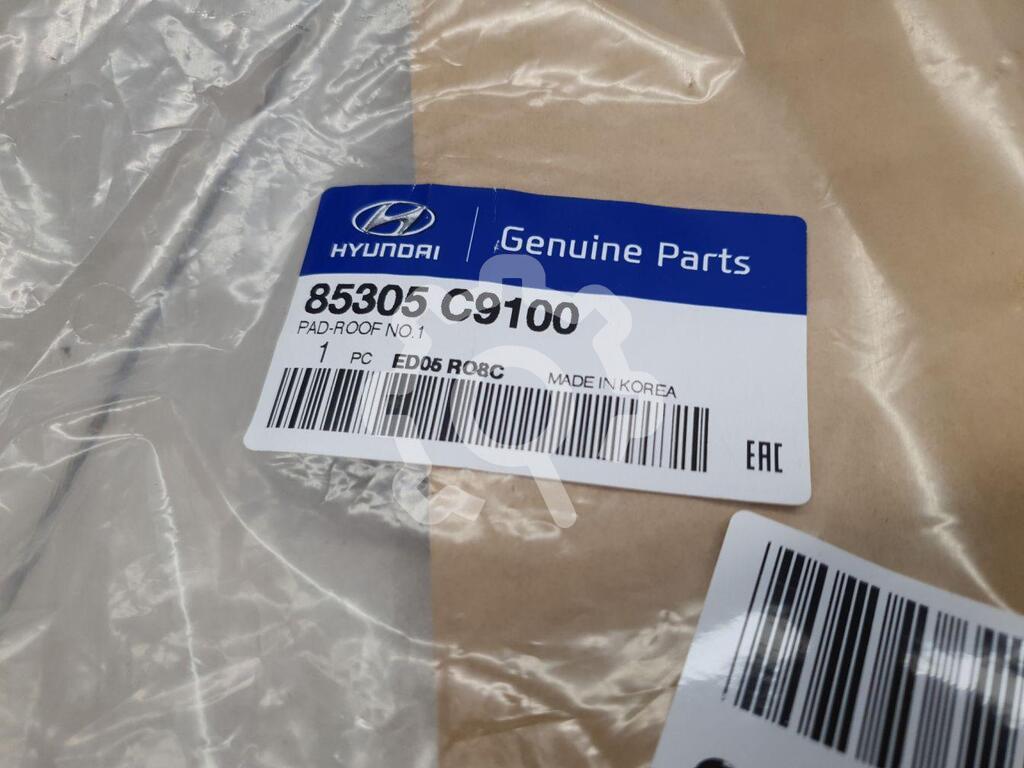 HYUNDAI
Genuine Parts
85305 C9100
PAD-ROOF NO.1
1 PC ED05 RO8C MADE IN KOREA
EAC